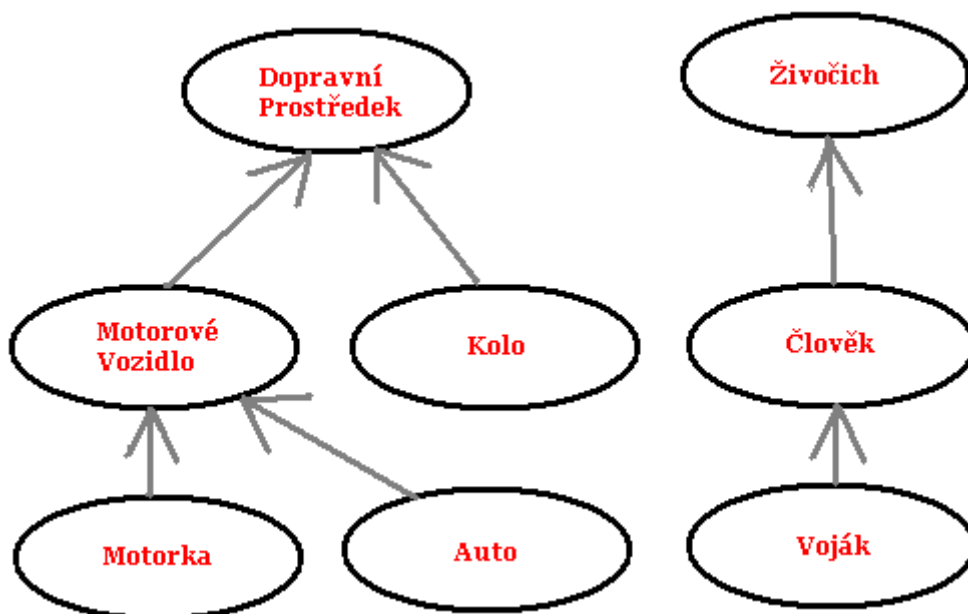 Dopravní
Prostředek
Živočich
Motorové
Vozidlo
Kolo
Člověk
Motorka
Auto
Voják